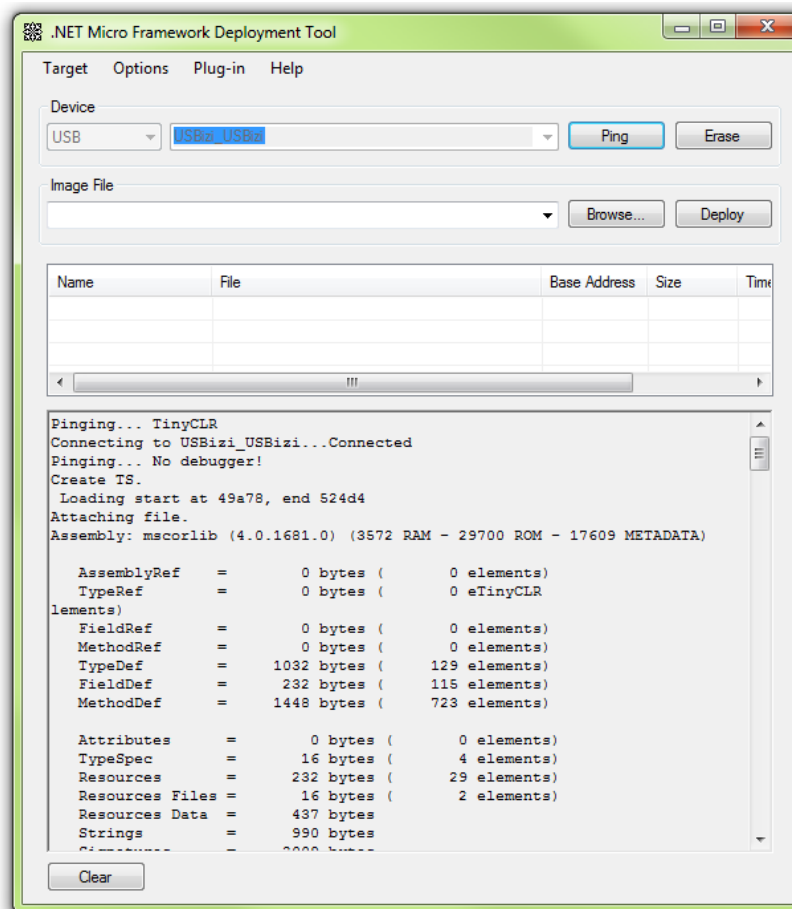 .NET Micro Framework Deployment Tool
Target Options Plug-in Help
Device
USB USBizi_USBizi Ping Erase
Image File
Browse... Deploy
Name File Base Address Size Time
Pinging... TinyCLR
Connecting to USBizi_USBizi...Connected
Pinging... No debugger!
Create TS.
Loading start at 49a78, end 524d4
Attaching file.
Assembly: mscorlib (4.0.1681.0) (3572 RAM - 29700 ROM - 17609 METADATA)
AssemblyRef = 0 bytes ( 0 elements)
TypeRef = 0 bytes ( 0 eTinyCLR
lements)
FieldRef = 0 bytes ( 0 elements)
MethodRef = 0 bytes ( 0 elements)
TypeDef = 1032 bytes ( 129 elements)
FieldDef = 232 bytes ( 115 elements)
MethodDef = 1448 bytes ( 723 elements)
Attributes = 0 bytes ( 0 elements)
TypeSpec = 16 bytes ( 4 elements)
Resources = 232 bytes ( 29 elements)
Resources Files = 16 bytes ( 2 elements)
Resources Data = 437 bytes
Strings = 990 bytes
Clear